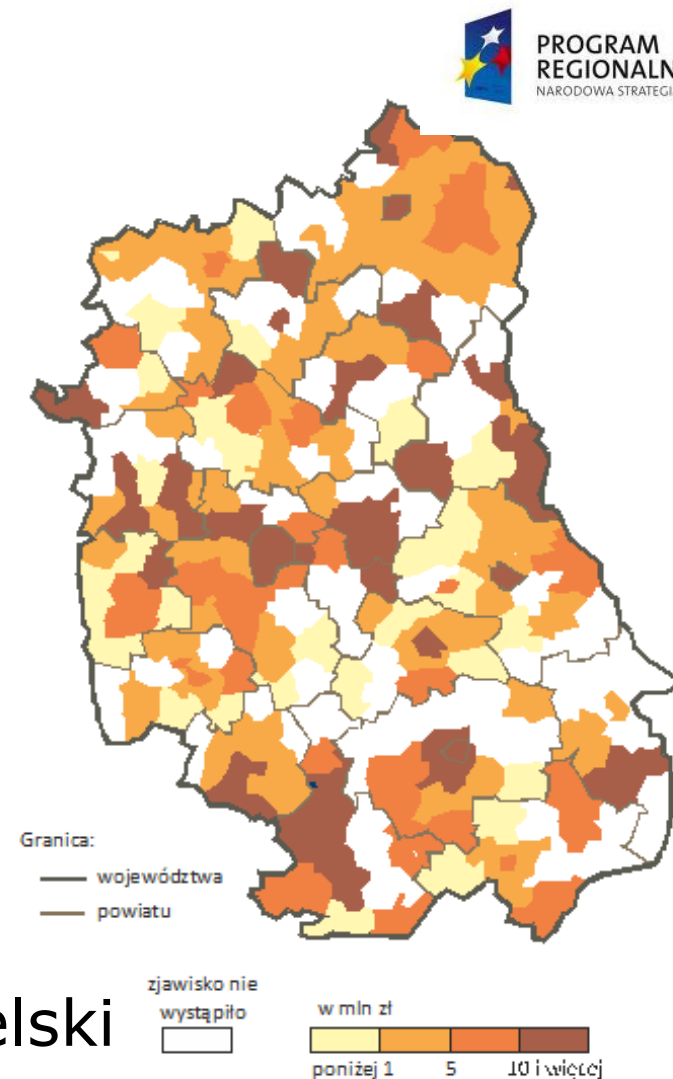 PROGRAM
REGIONALN
NARODOWA STRATEGI
Granica:
województwa
powiatu
zjawisko nie
wystąpiło
elski
w mln zł
poniżej 1 5 10 i więcej